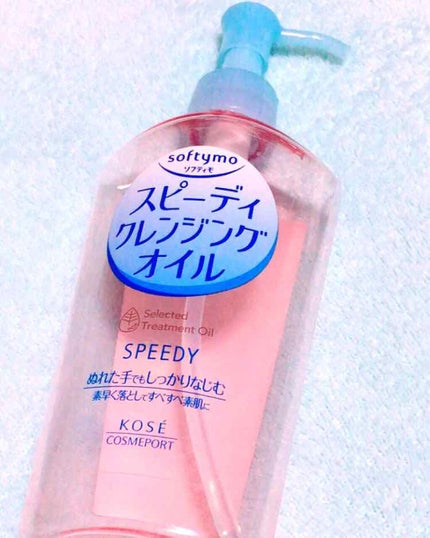 softymo
ソフティモ
スピーディ
クレンジング
オイル
Selected
Treatment Oil
SPEEDY
ぬれた手でもしっかりなじむ
素早く落としてすべすべ素肌に
KOSÉ
COSMEPORT